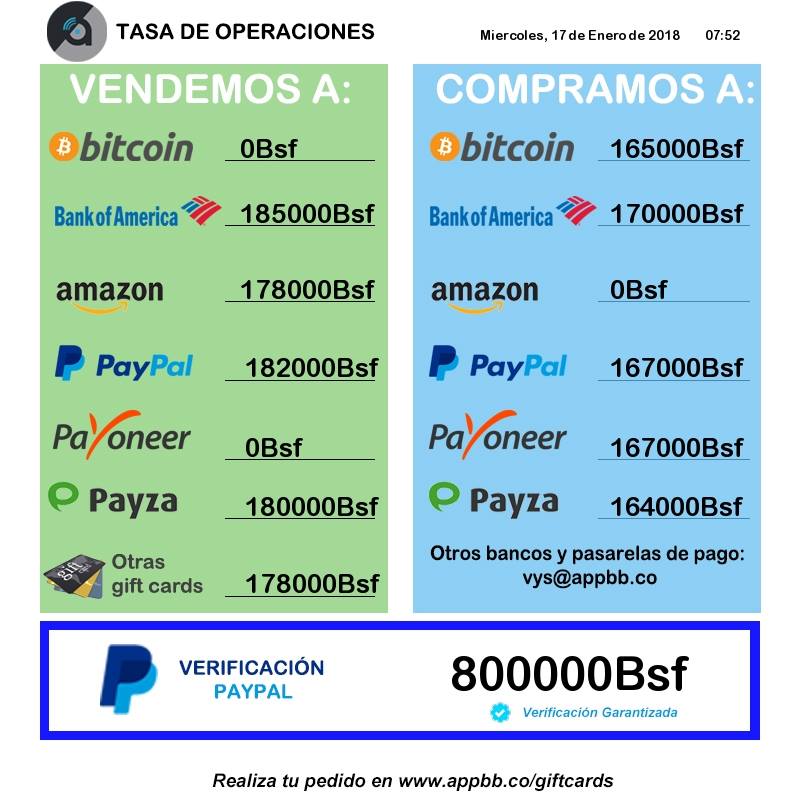 TASA DE OPERACIONES
Miercoles, 17 de Enero de 2018 07:52
VENDEMOS A:
bitcoin 0Bsf
Bank of America 185000Bsf
amazon 178000Bsf
PayPal 182000Bsf
Payoneer 0Bsf
Payza 180000Bsf
gift
Otras
gift cards 178000Bsf
COMPRAMOS A:
bitcoin 165000Bsf
Bank of America 170000Bsf
amazon 0Bsf
PayPal 167000Bsf
Payoneer 167000Bsf
Payza 164000Bsf
Otros bancos y pasarelas de pago:
vys@appbb.co
VERIFICACIÓN
PAYPAL
800000Bsf
Verificación Garantizada
Realiza tu pedido en www.appbb.co/giftcards